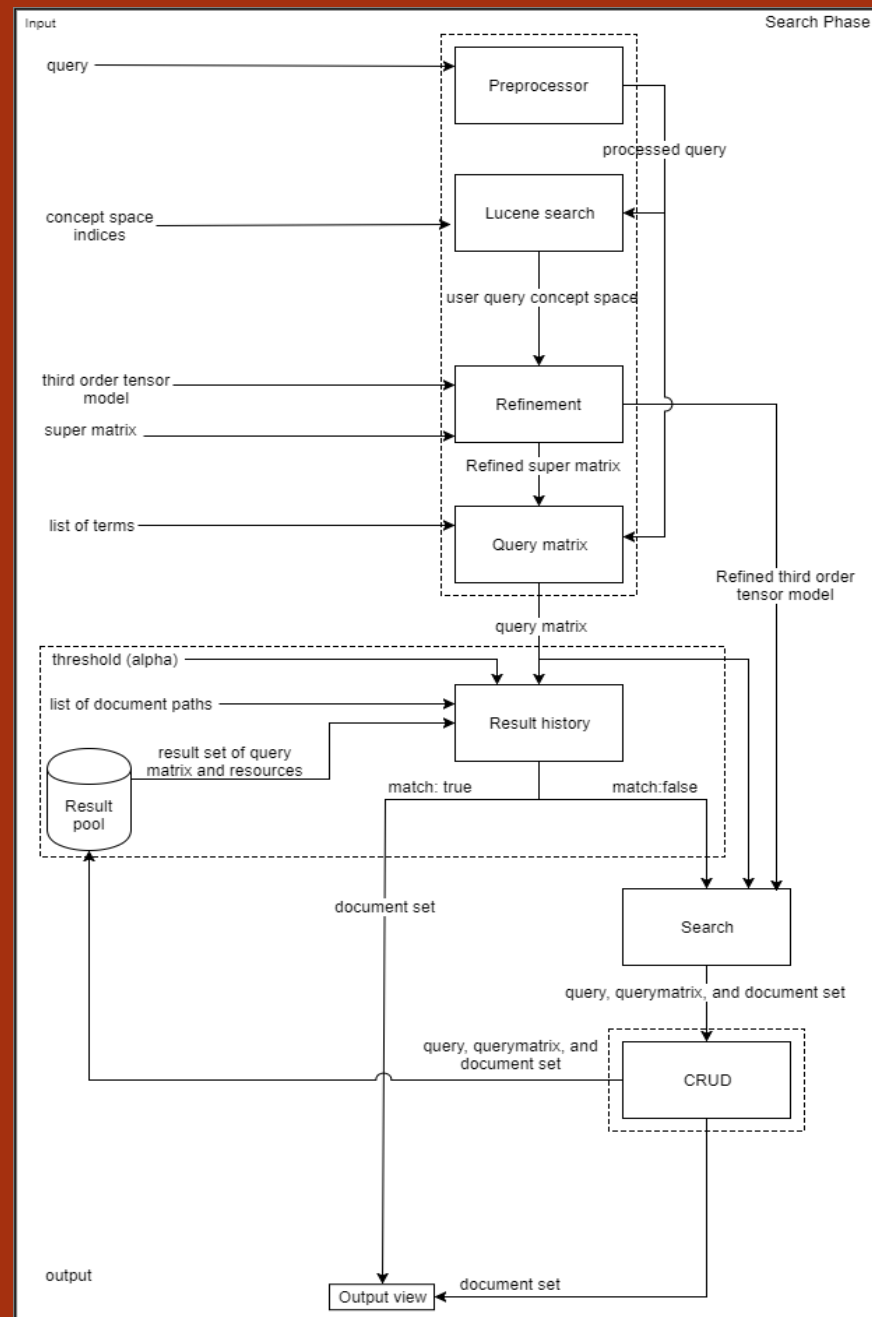 Input
Search Phase
query
Preprocessor
processed query
concept space
indices
Lucene search
user query concept space
third order tensor
model
Refinement
super matrix
Refined super matrix
list of terms
Query matrix
Refined third order
tensor model
query matrix
threshold (alpha)
list of document paths
Result history
result set of query
matrix and resources
Result
pool
match: true
match:false
document set
Search
query, querymatrix, and document set
query, querymatrix, and
document set
CRUD
output
document set
Output view